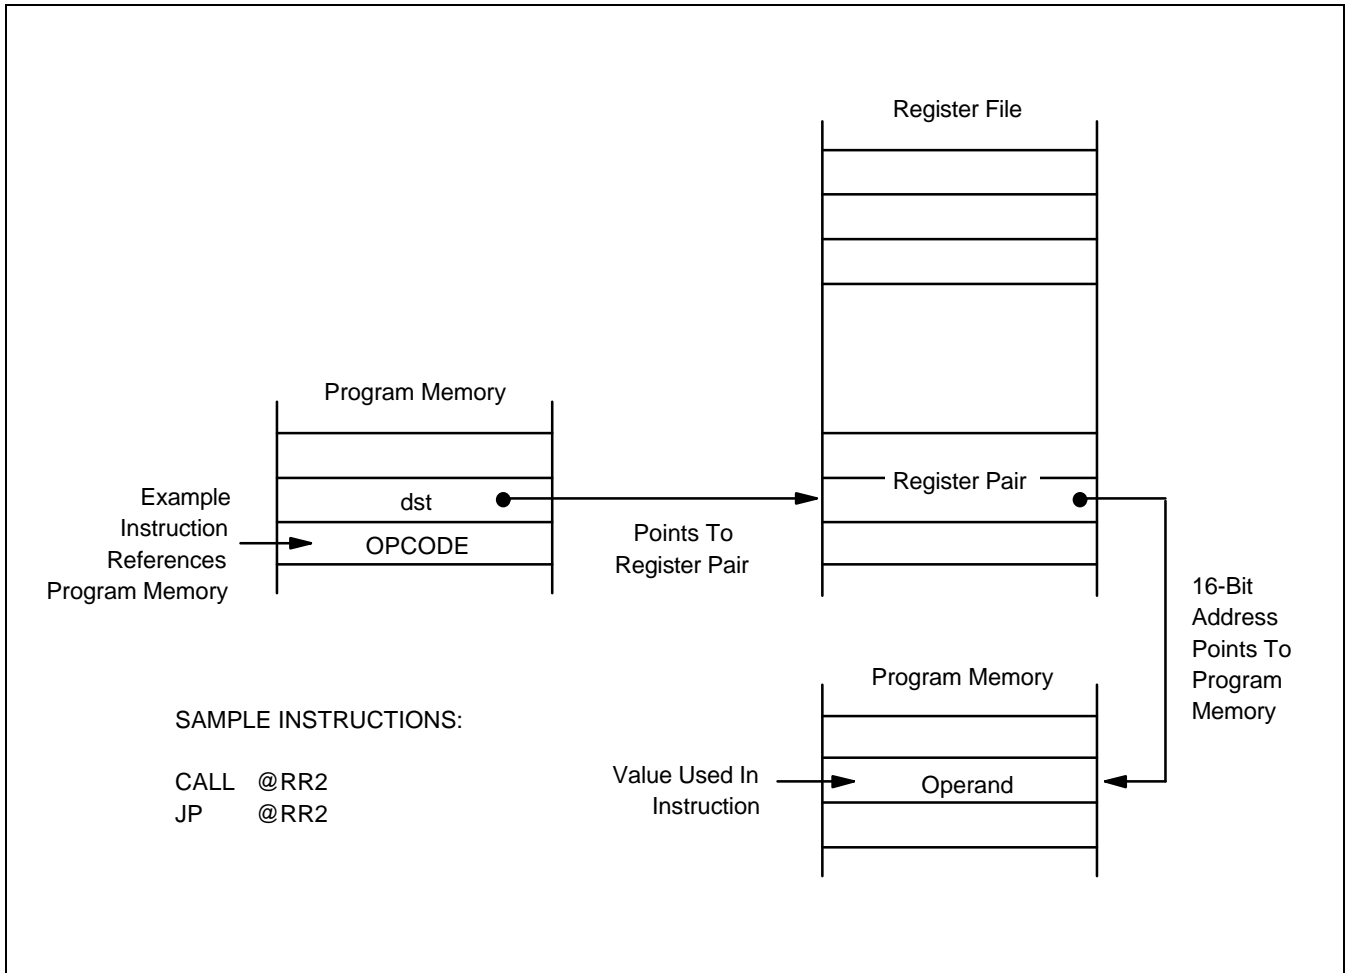 Register File
Program Memory
Register Pair
Example
Instruction
References
Program Memory
dst
OPCODE
Points To
Register Pair
16-Bit
Address
Points To
Program
Memory
Program Memory
SAMPLE INSTRUCTIONS:
CALL @RR2
JP @RR2
Value Used In
Instruction
Operand